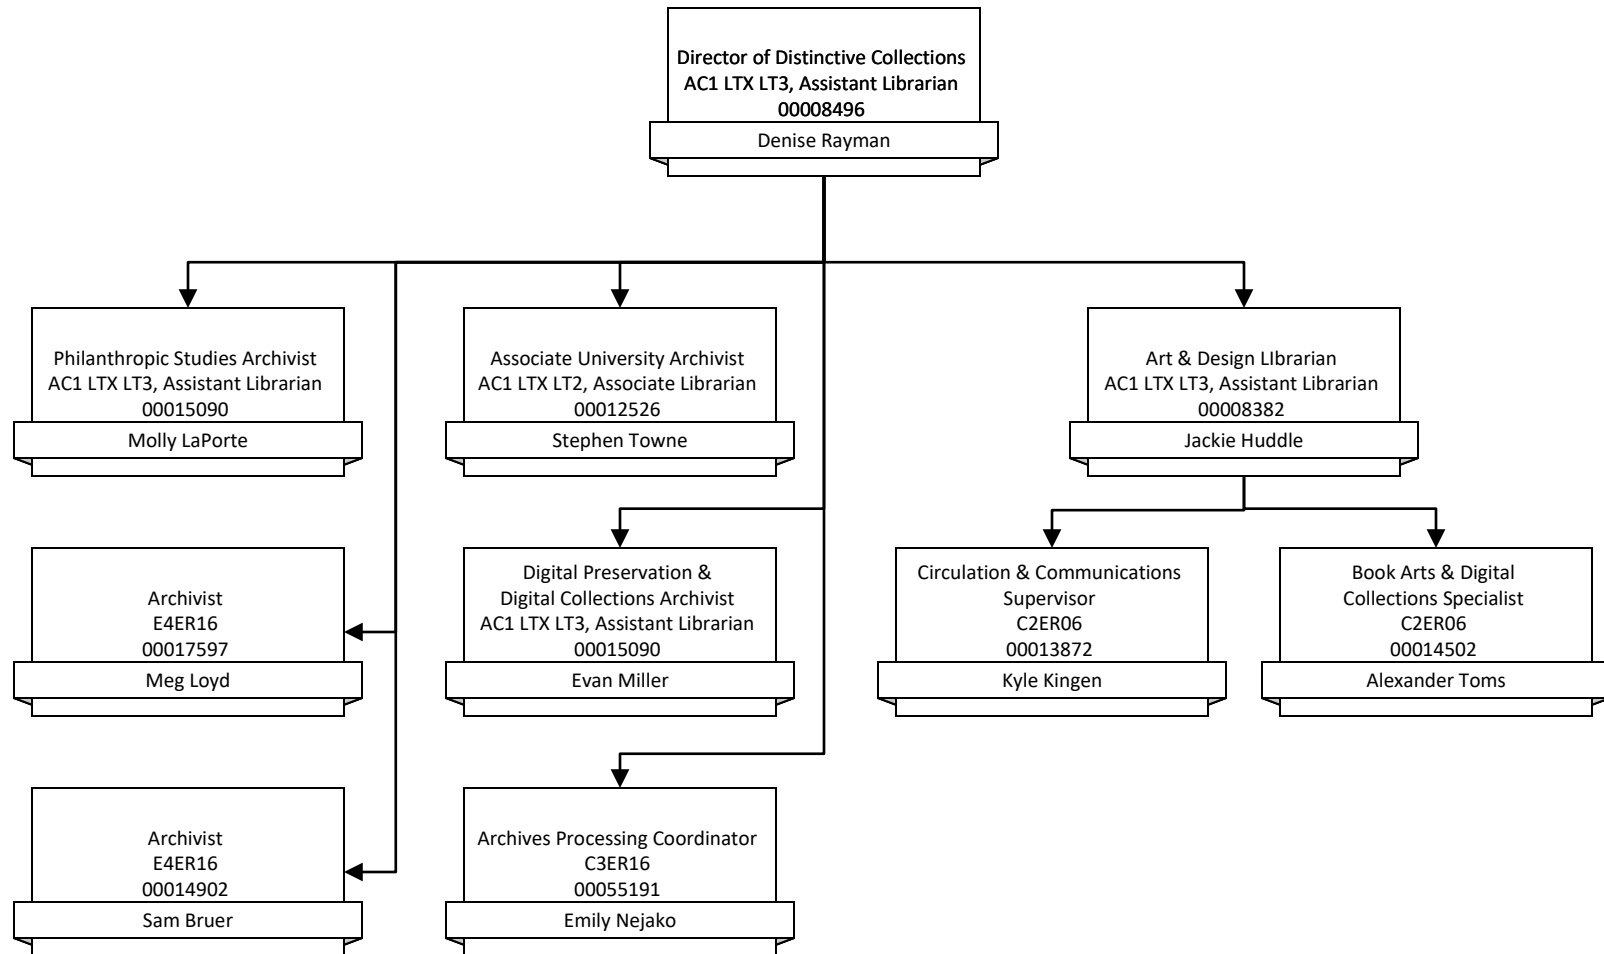 Director of Distinctive Collections
AC1 LTX LT3, Assistant Librarian
00008496
Denise Rayman
Philanthropic Studies Archivist
AC1 LTX LT3, Assistant Librarian
00015090
Molly LaPorte
Associate University Archivist
AC1 LTX LT2, Associate Librarian
00012526
Stephen Towne
Art & Design LIbrarian
AC1 LTX LT3, Assistant Librarian
00008382
Jackie Huddle
Archivist
E4ER16
00017597
Meg Loyd
Digital Preservation &
Digital Collections Archivist
AC1 LTX LT3, Assistant Librarian
00015090
Evan Miller
Circulation & Communications
Supervisor
C2ER06
00013872
Kyle Kingen
Book Arts & Digital
Collections Specialist
C2ER06
00014502
Alexander Toms
Archivist
E4ER16
00014902
Sam Bruer
Archives Processing Coordinator
C3ER16
00055191
Emily Nejako